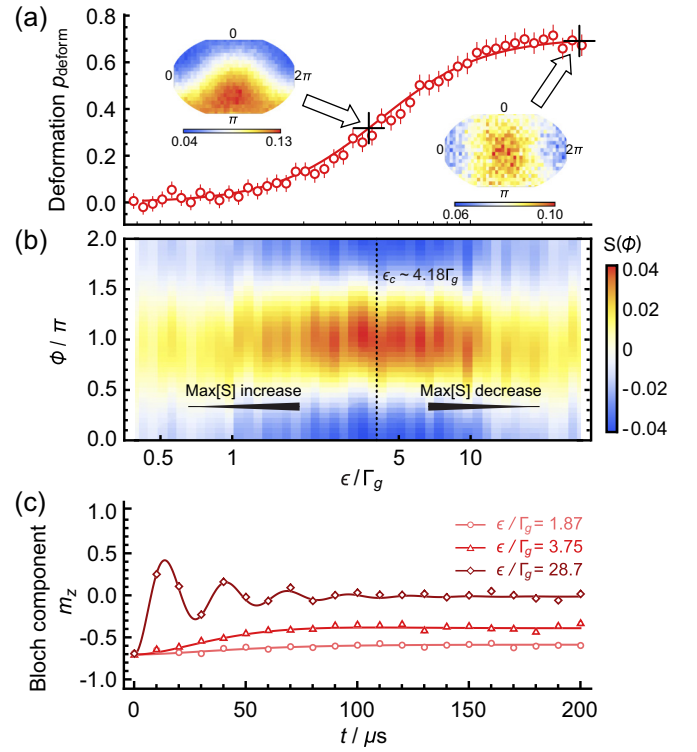 (a)
Deformation p_deform
0.8
0.6
0.4
0.2
0.0
0
0
2π
π
0.04
0.13
0
0
2π
π
0.06
0.10
(b)
ϕ / π
2.0
1.5
1.0
0.5
0.0
ϵ_c ~ 4.18Γ_g
Max[S] increase
Max[S] decrease
0.5
1
5
10
ϵ / Γ_g
S(ϕ)
0.04
0.02
0
-0.02
-0.04
(c)
Bloch component
m_z
1.0
0.5
0.0
-0.5
-1.0
ϵ / Γ_g = 1.87
ϵ / Γ_g = 3.75
ϵ / Γ_g = 28.7
0
50
100
150
200
t / μs